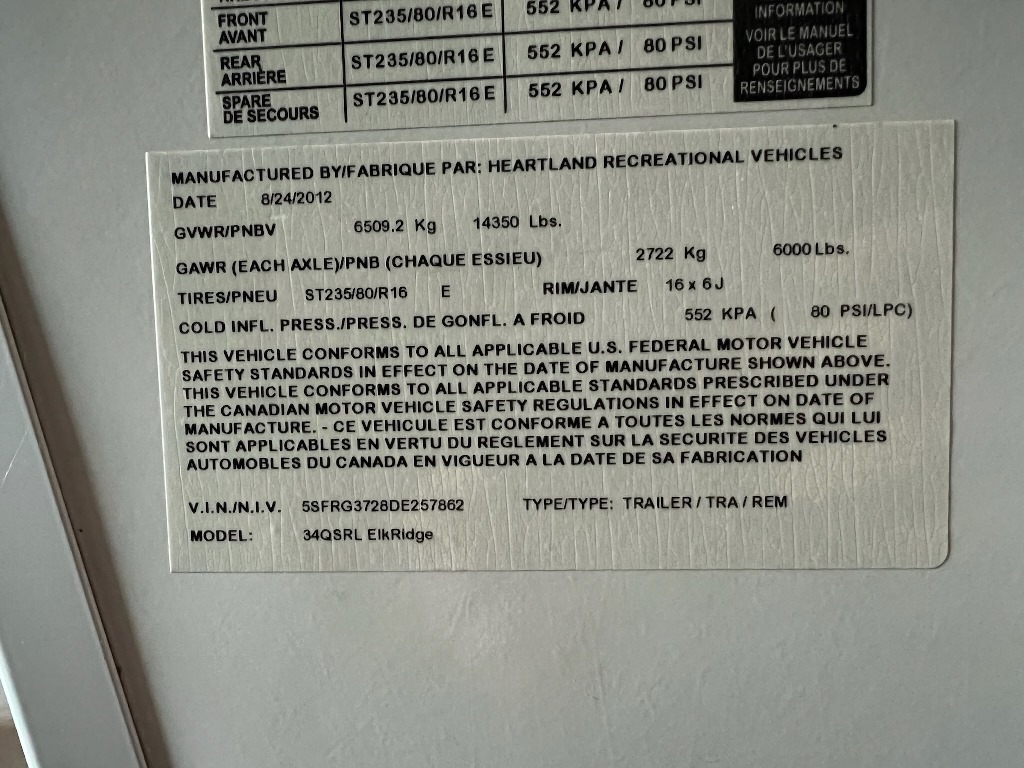 FRONT ST235/80/R16 E 552 KPA / 80 PSI
AVANT
INFORMATION
REAR ST235/80/R16 E 552 KPA / 80 PSI
ARRIÈRE
SPARE ST235/80/R16 E 552 KPA / 80 PSI
DE SECOURS
VOIR LE MANUEL
DE L'USAGER
POUR PLUS DE
RENSEIGNEMENTS
MANUFACTURED BY/FABRIQUE PAR: HEARTLAND RECREATIONAL VEHICLES
DATE 8/24/2012
GVWR/PNBV 6509.2 Kg 14350 Lbs.
GAWR (EACH AXLE)/PNB (CHAQUE ESSIEU) 2722 Kg 6000 Lbs.
TIRES/PNEU ST235/80/R16 E RIM/JANTE 16 x 6 J
COLD INFL. PRESS./PRESS. DE GONFL. A FROID 552 KPA ( 80 PSI/LPC)
THIS VEHICLE CONFORMS TO ALL APPLICABLE U.S. FEDERAL MOTOR VEHICLE
SAFETY STANDARDS IN EFFECT ON THE DATE OF MANUFACTURE SHOWN ABOVE.
THIS VEHICLE CONFORMS TO ALL APPLICABLE STANDARDS PRESCRIBED UNDER
THE CANADIAN MOTOR VEHICLE SAFETY REGULATIONS IN EFFECT ON DATE OF
MANUFACTURE. - CE VEHICULE EST CONFORME A TOUTES LES NORMES QUI LUI
SONT APPLICABLES EN VERTU DU REGLEMENT SUR LA SECURITE DES VEHICLES
AUTOMOBLES DU CANADA EN VIGUEUR A LA DATE DE SA FABRICATION
V.I.N./N.I.V. 5SFRG3728DE257862 TYPE/TYPE: TRAILER / TRA / REM
MODEL: 34QSRL ElkRidge